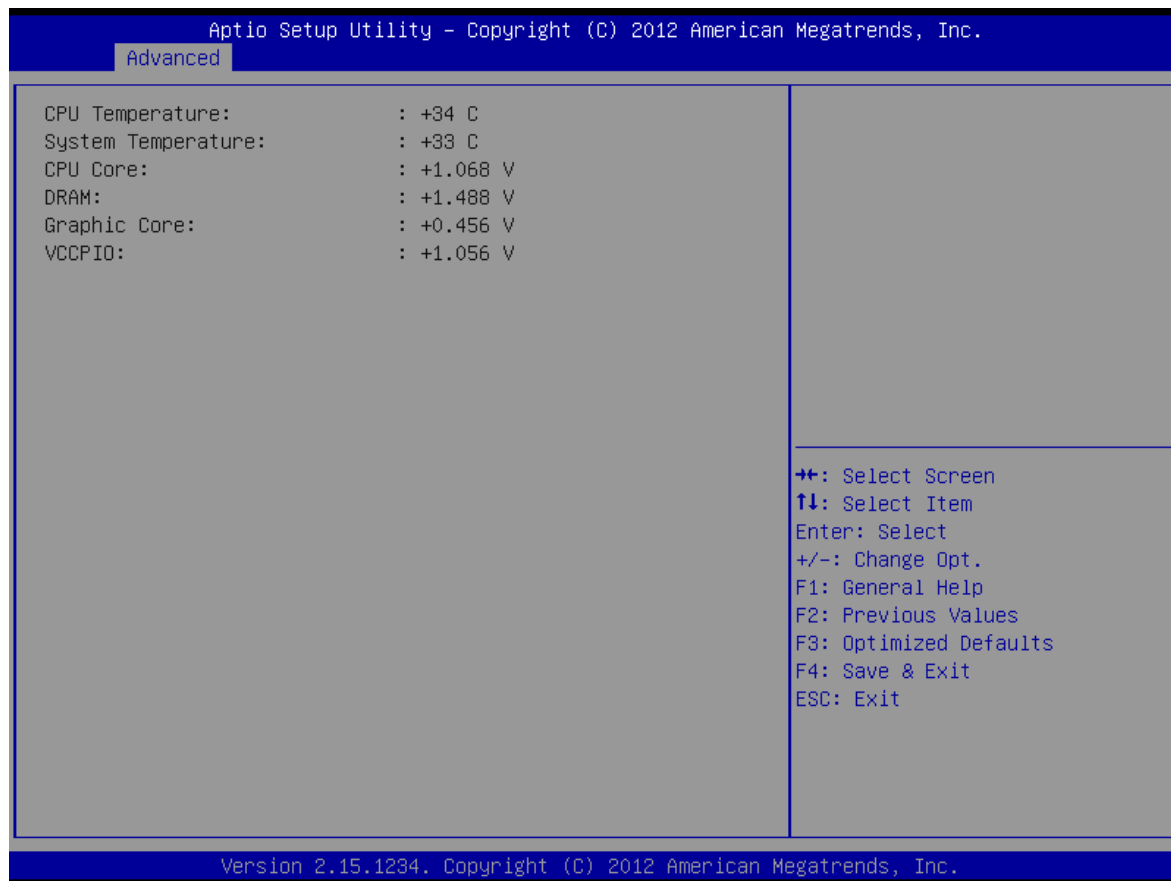 Aptio Setup Utility – Copyright (C) 2012 American Megatrends, Inc.
Advanced
CPU Temperature: : +34 C
System Temperature: : +33 C
CPU Core: : +1.068 V
DRAM: : +1.488 V
Graphic Core: : +0.456 V
VCCPIO: : +1.056 V
→←: Select Screen
↑↓: Select Item
Enter: Select
+/-: Change Opt.
F1: General Help
F2: Previous Values
F3: Optimized Defaults
F4: Save & Exit
ESC: Exit
Version 2.15.1234. Copyright (C) 2012 American Megatrends, Inc.